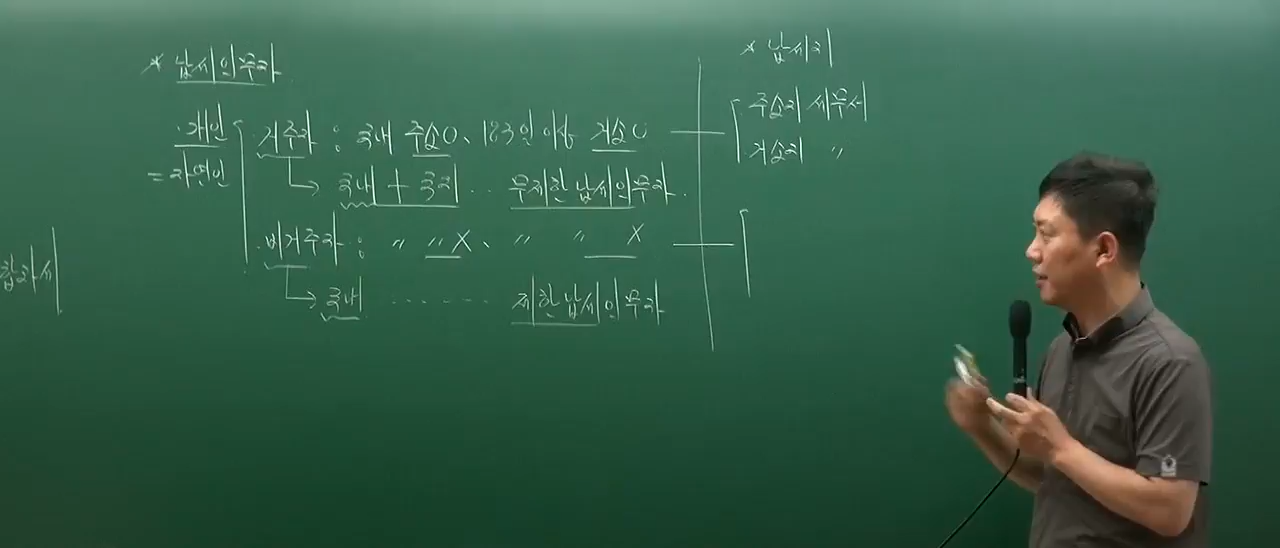 * 납세의무자
개인 거주자 : 국내 주소 O、 183일 이상 거소 O
= 자연인 → 국내 + 국외 ‥ 무제한 납세의무자.
비거주자 : 〃 〃 X、 〃 〃 X
→ 국내 ...... 제한납세의무자
* 납세지
주소지 세무서
거소지 〃